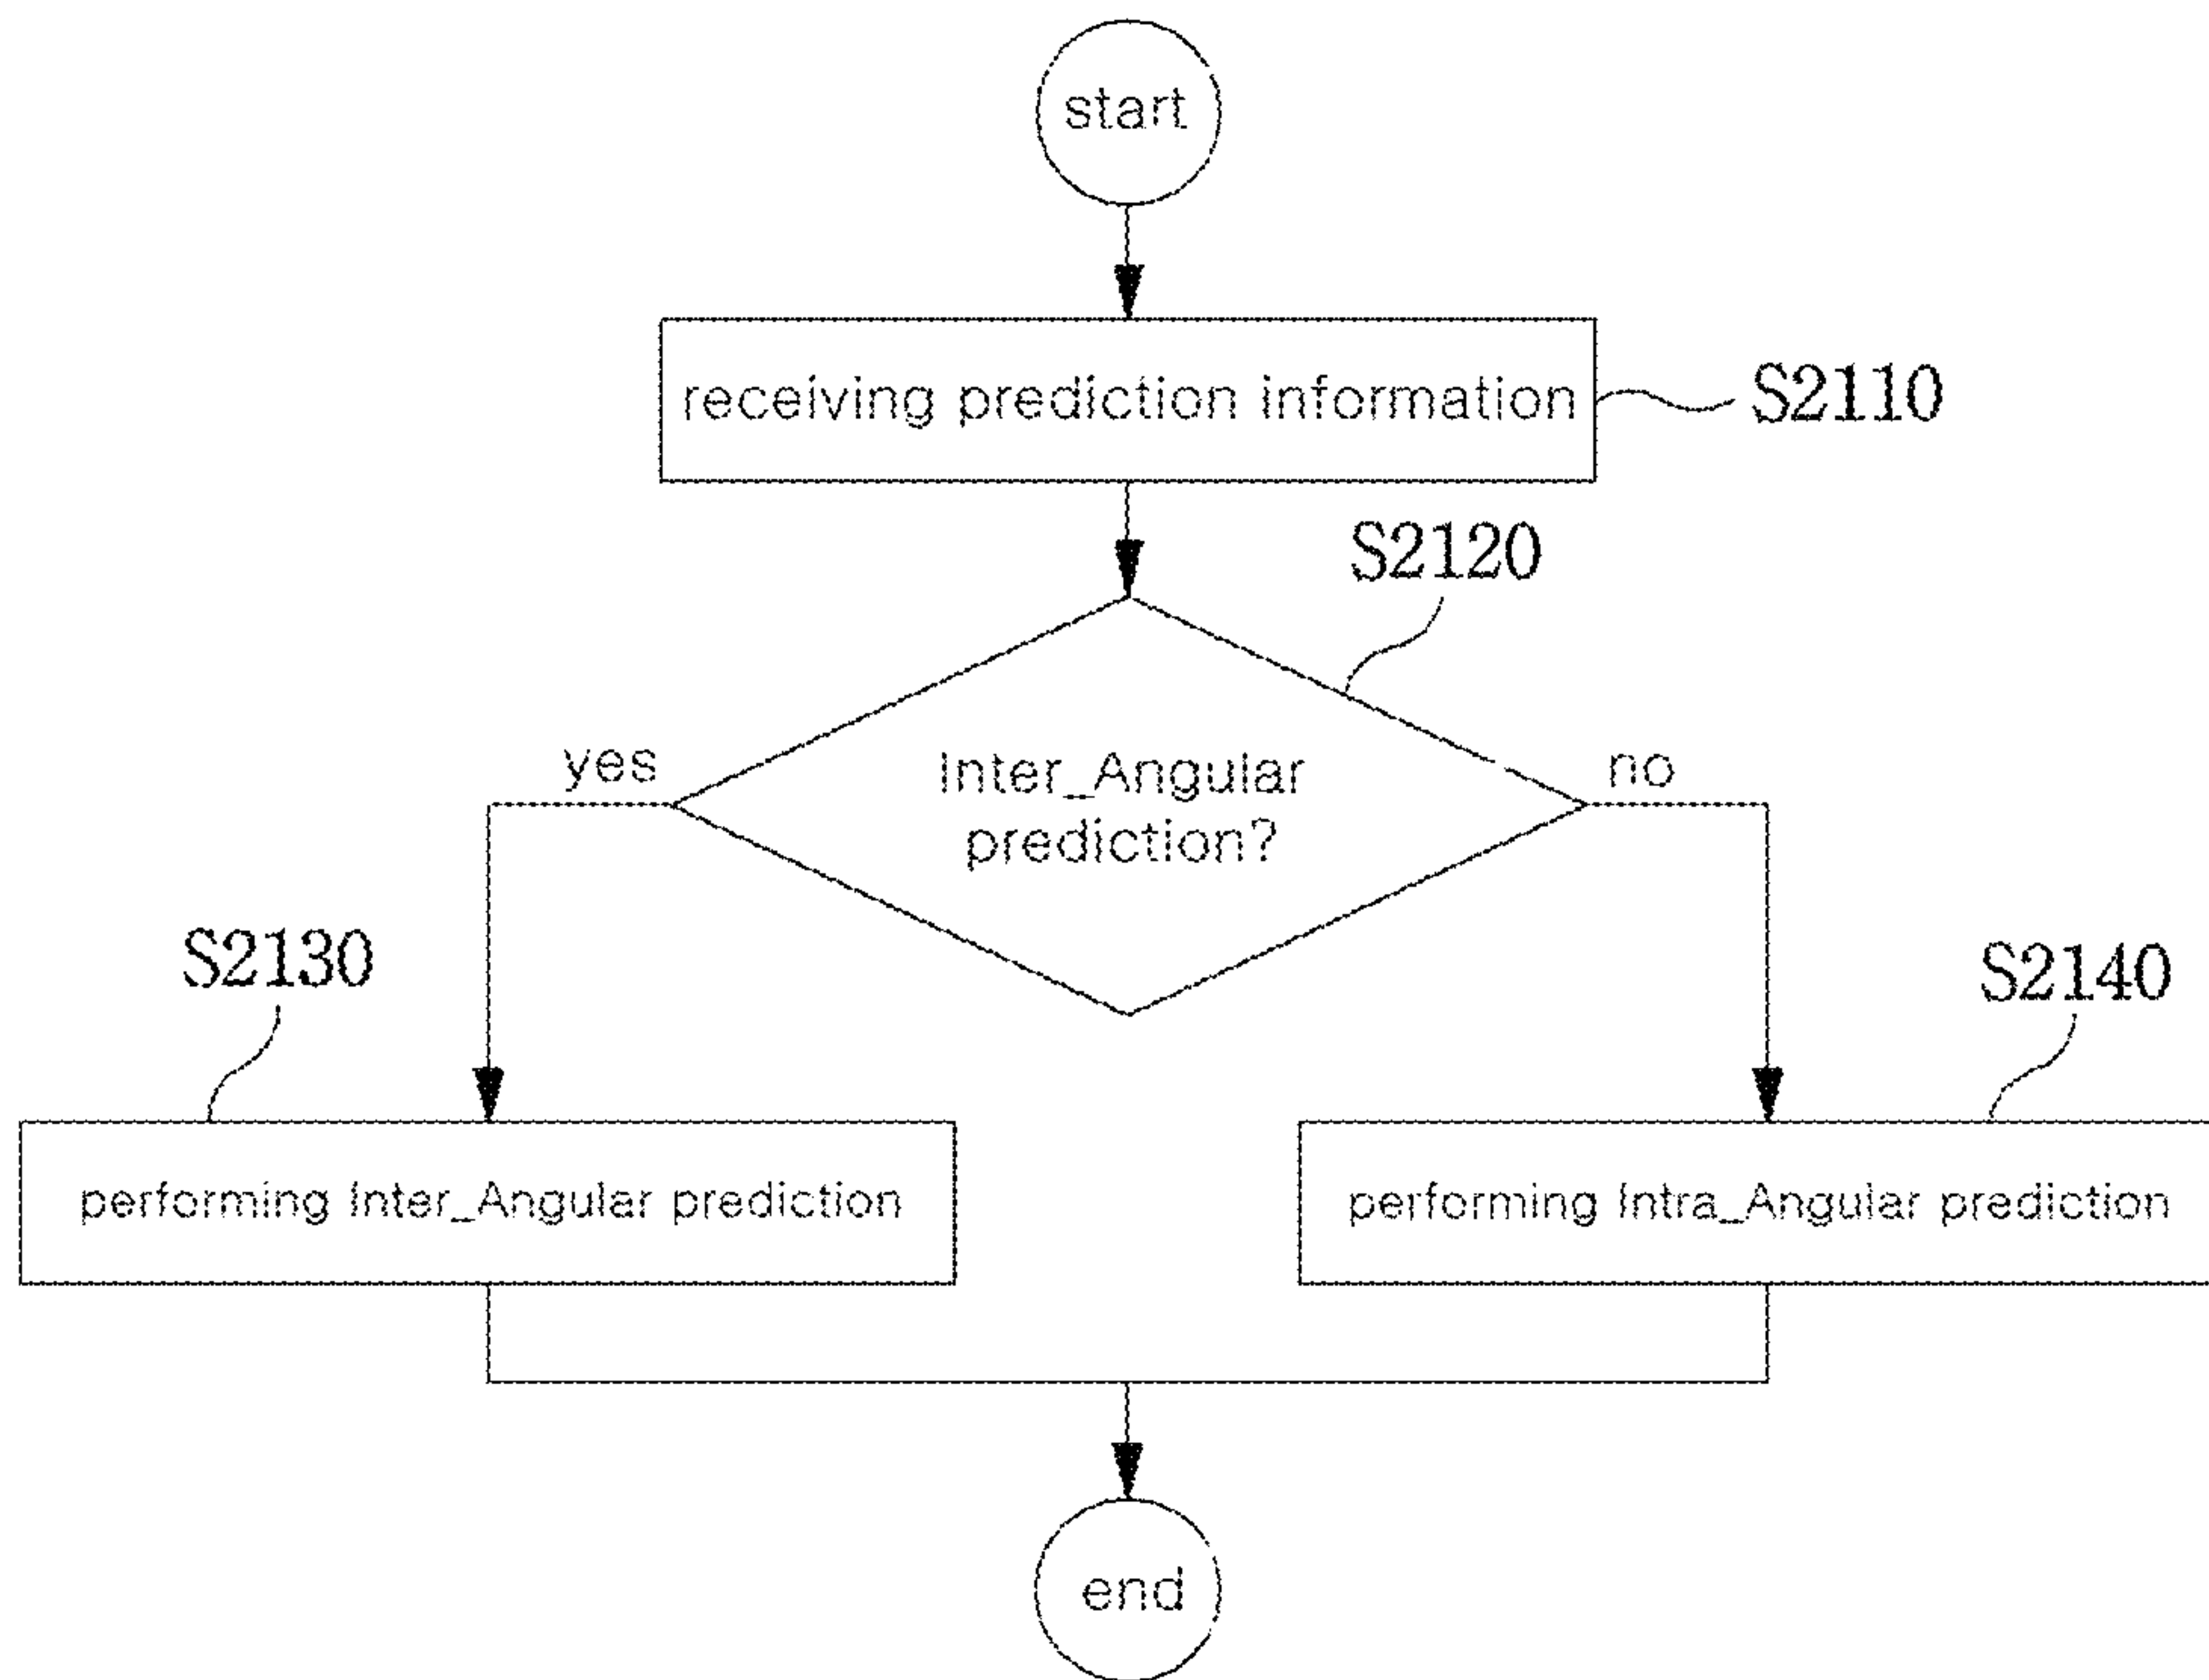 start
receiving prediction information
S2110
S2120
Inter_Angular
prediction?
yes
no
S2130
S2140
performing Inter_Angular prediction
performing Intra_Angular prediction
end